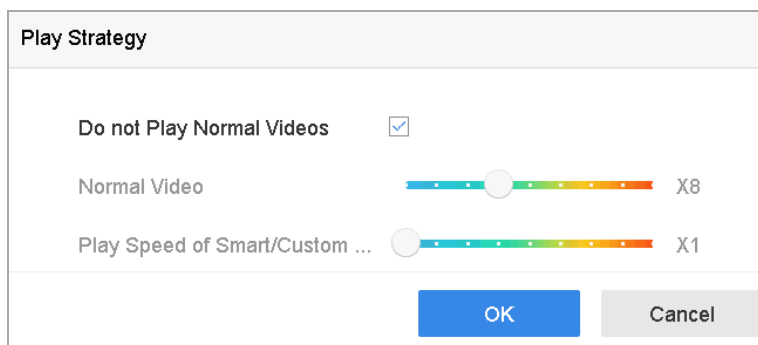 Play Strategy
Do not Play Normal Videos
Normal Video X8
Play Speed of Smart/Custom ... X1
OK Cancel